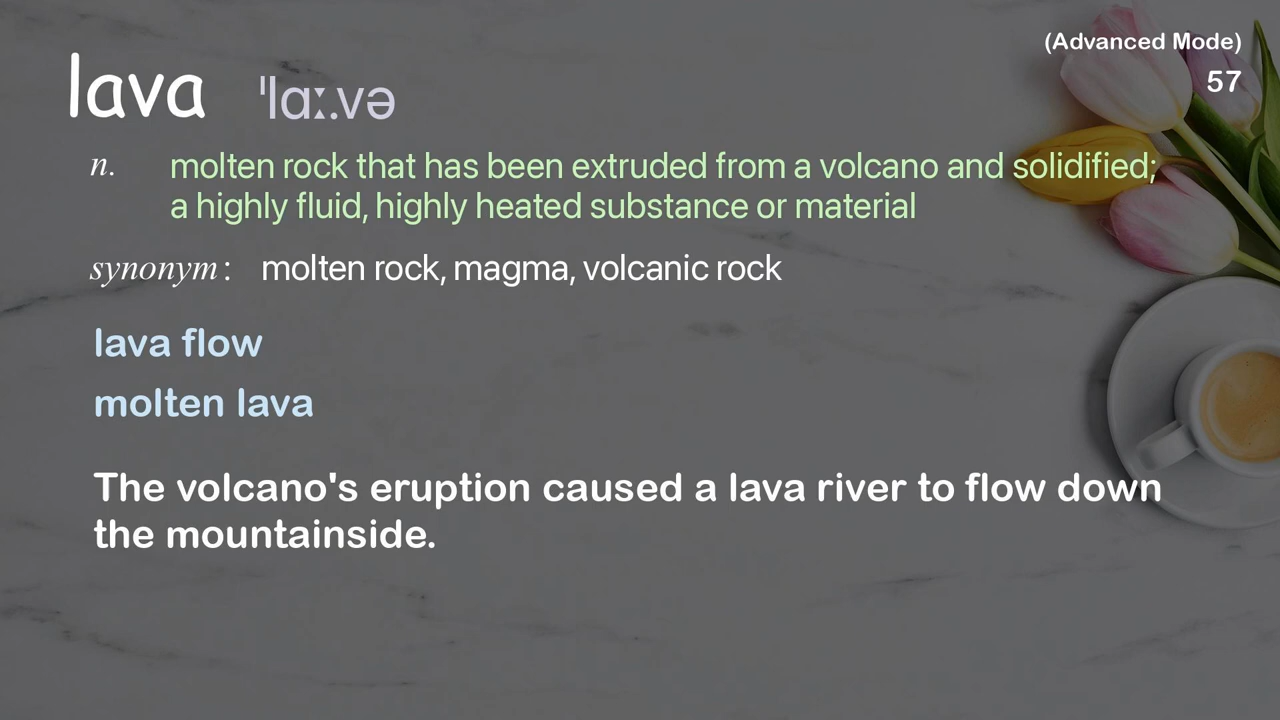 (Advanced Mode)
57
lava ˈlɑː.və
n. molten rock that has been extruded from a volcano and solidified;
a highly fluid, highly heated substance or material
synonym: molten rock, magma, volcanic rock
lava flow
molten lava
The volcano's eruption caused a lava river to flow down
the mountainside.